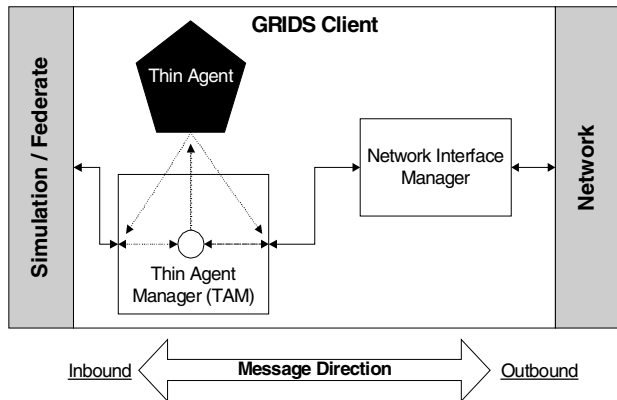 GRIDS Client
Simulation / Federate
Thin Agent
Network Interface
Manager
Network
Thin Agent
Manager (TAM)
Inbound
Message Direction
Outbound